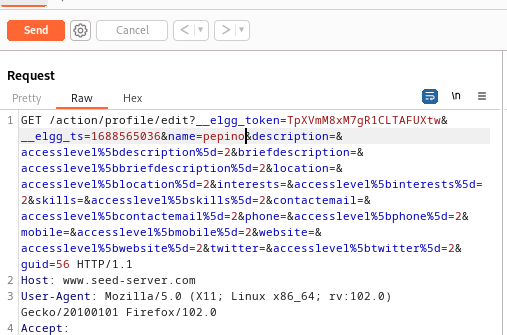 Send Cancel < >
Request
Pretty Raw Hex \n
1 GET /action/profile/edit?__elgg_token=TpXVmM8xM7gR1CLTAFUXtw&
__elgg_ts=1688565036&name=pepino&description=&
accesslevel%5bdescription%5d=2&briefdescription=&
accesslevel%5bbriefdescription%5d=2&location=&
accesslevel%5blocation%5d=2&interests=&accesslevel%5binterests%5d=
2&skills=&accesslevel%5bskills%5d=2&contactemail=&
accesslevel%5bcontactemail%5d=2&phone=&accesslevel%5bphone%5d=2&
mobile=&accesslevel%5bmobile%5d=2&website=&
accesslevel%5bwebsite%5d=2&twitter=&accesslevel%5btwitter%5d=2&
guid=56 HTTP/1.1
2 Host: www.seed-server.com
3 User-Agent: Mozilla/5.0 (X11; Linux x86_64; rv:102.0)
Gecko/20100101 Firefox/102.0
4 Accept: